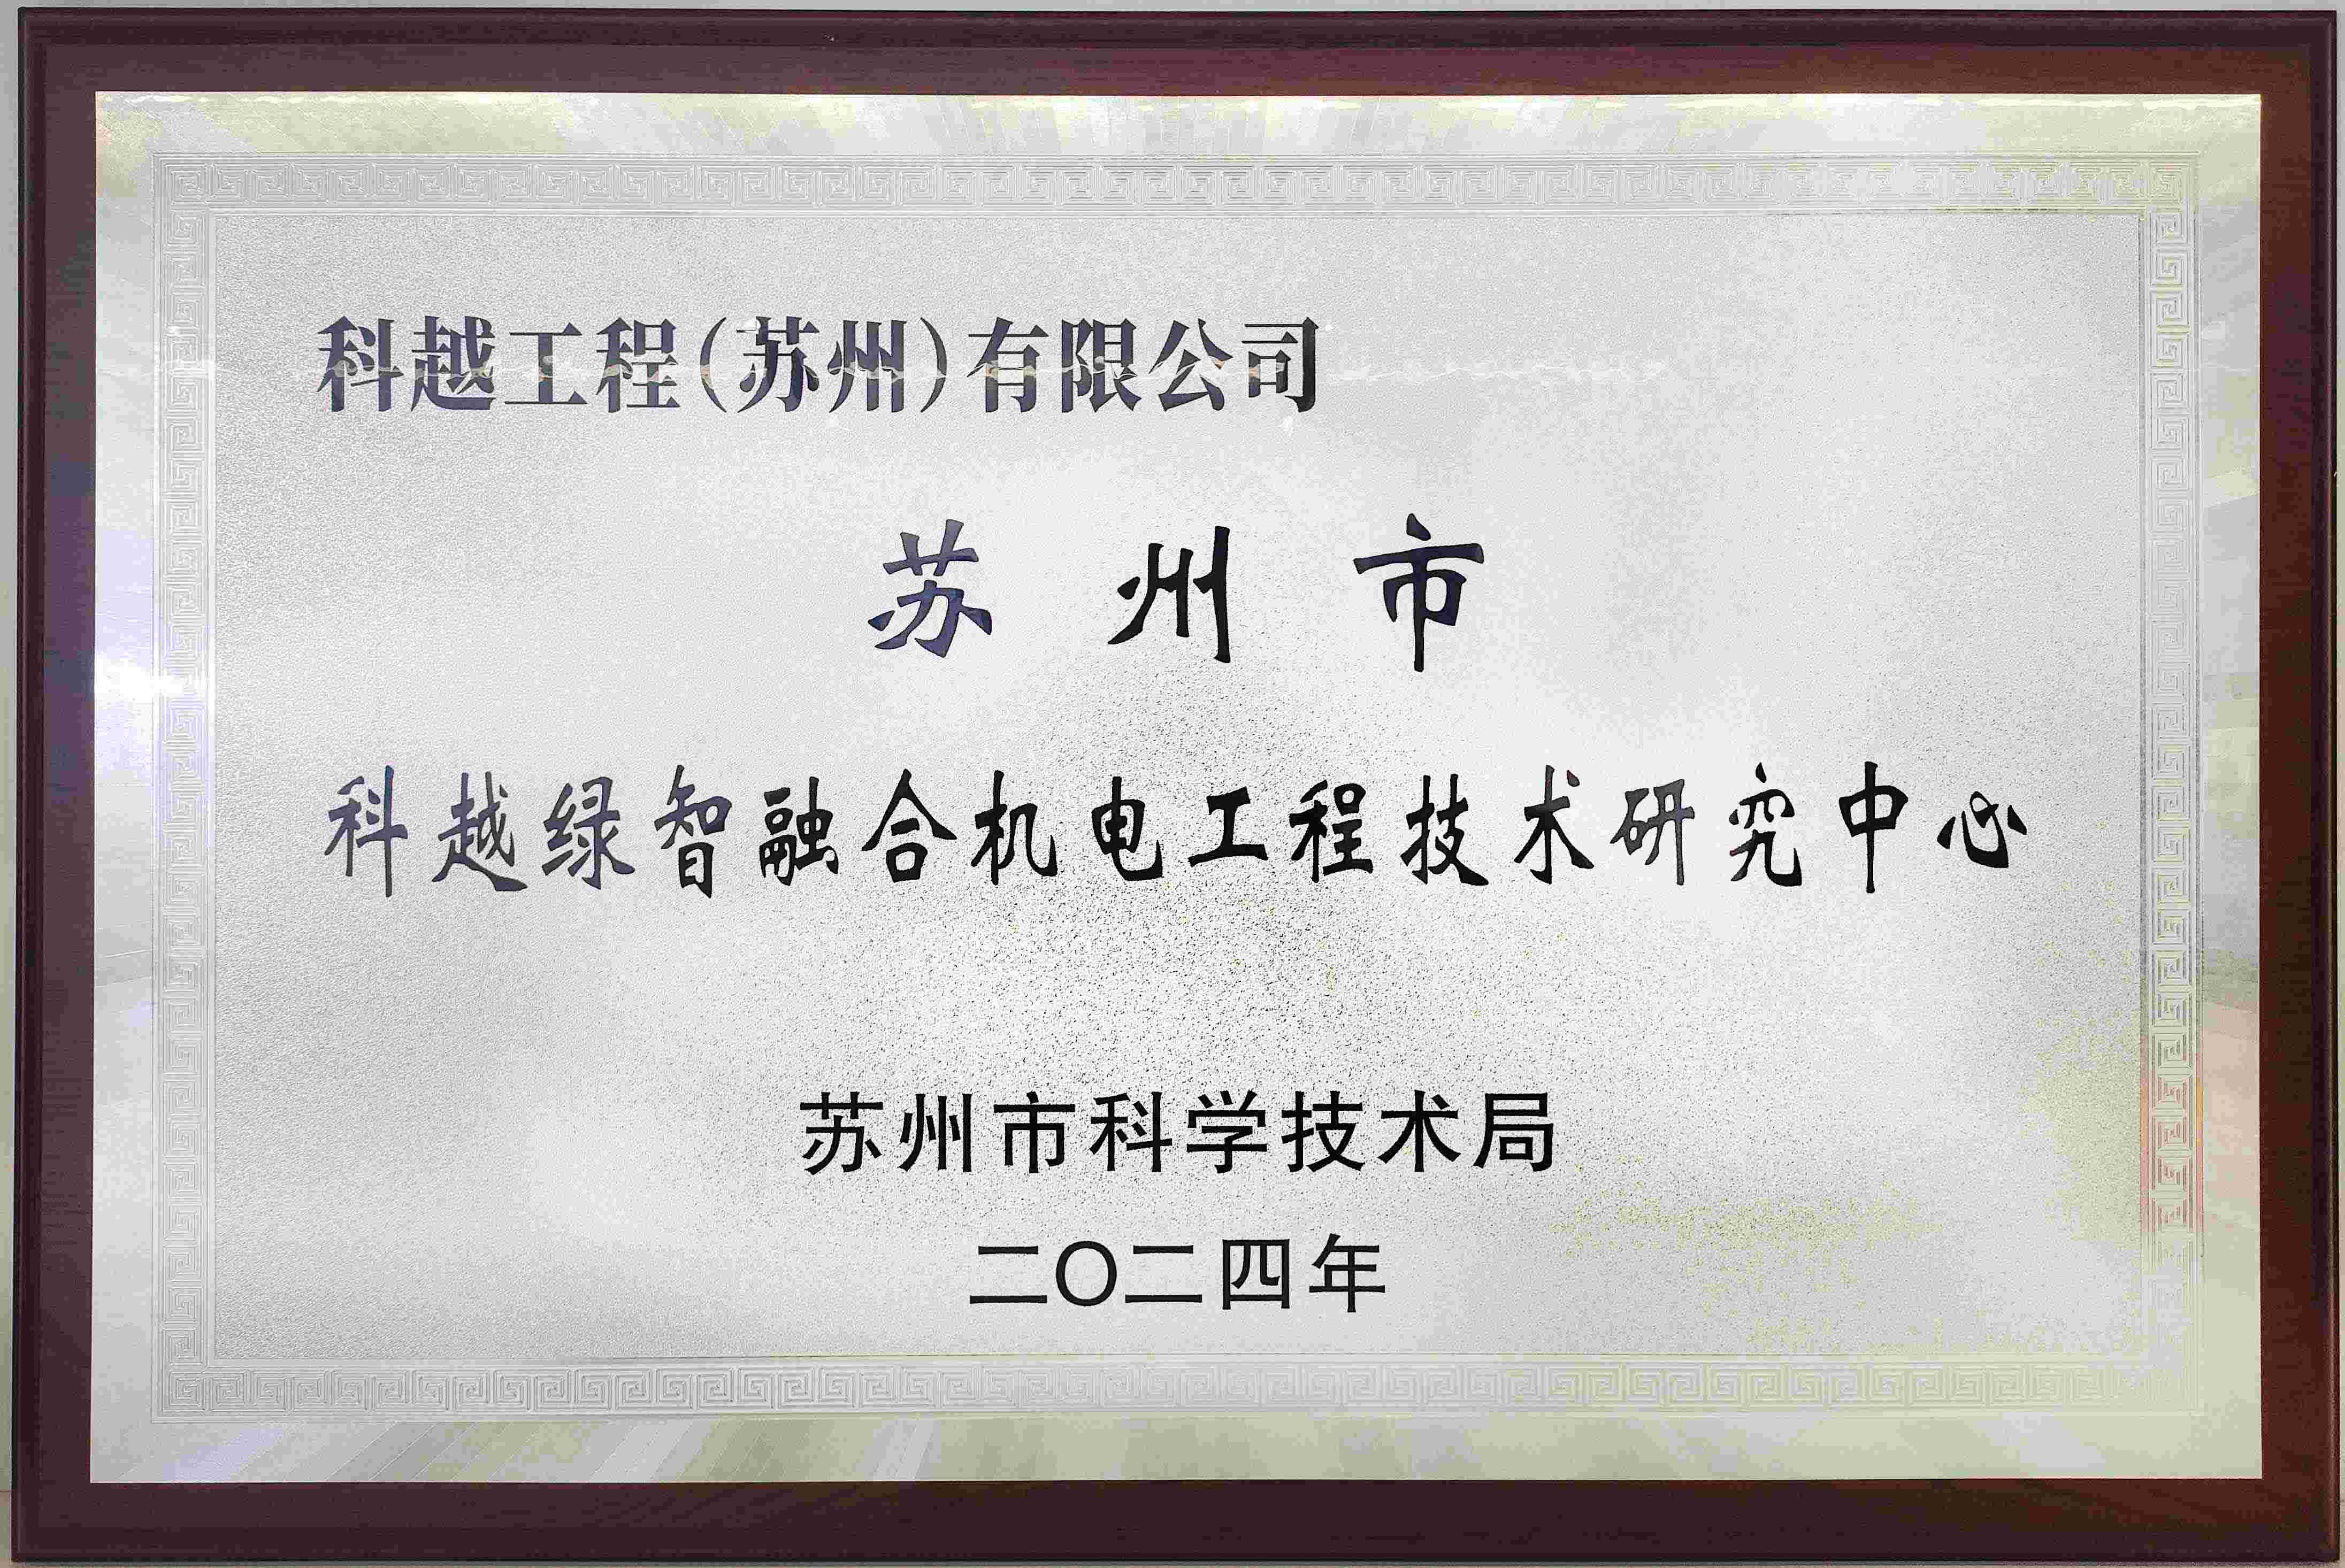 科越工程(苏州)有限公司
苏州市
科越绿智融合机电工程技术研究中心
苏州市科学技术局
二〇二四年